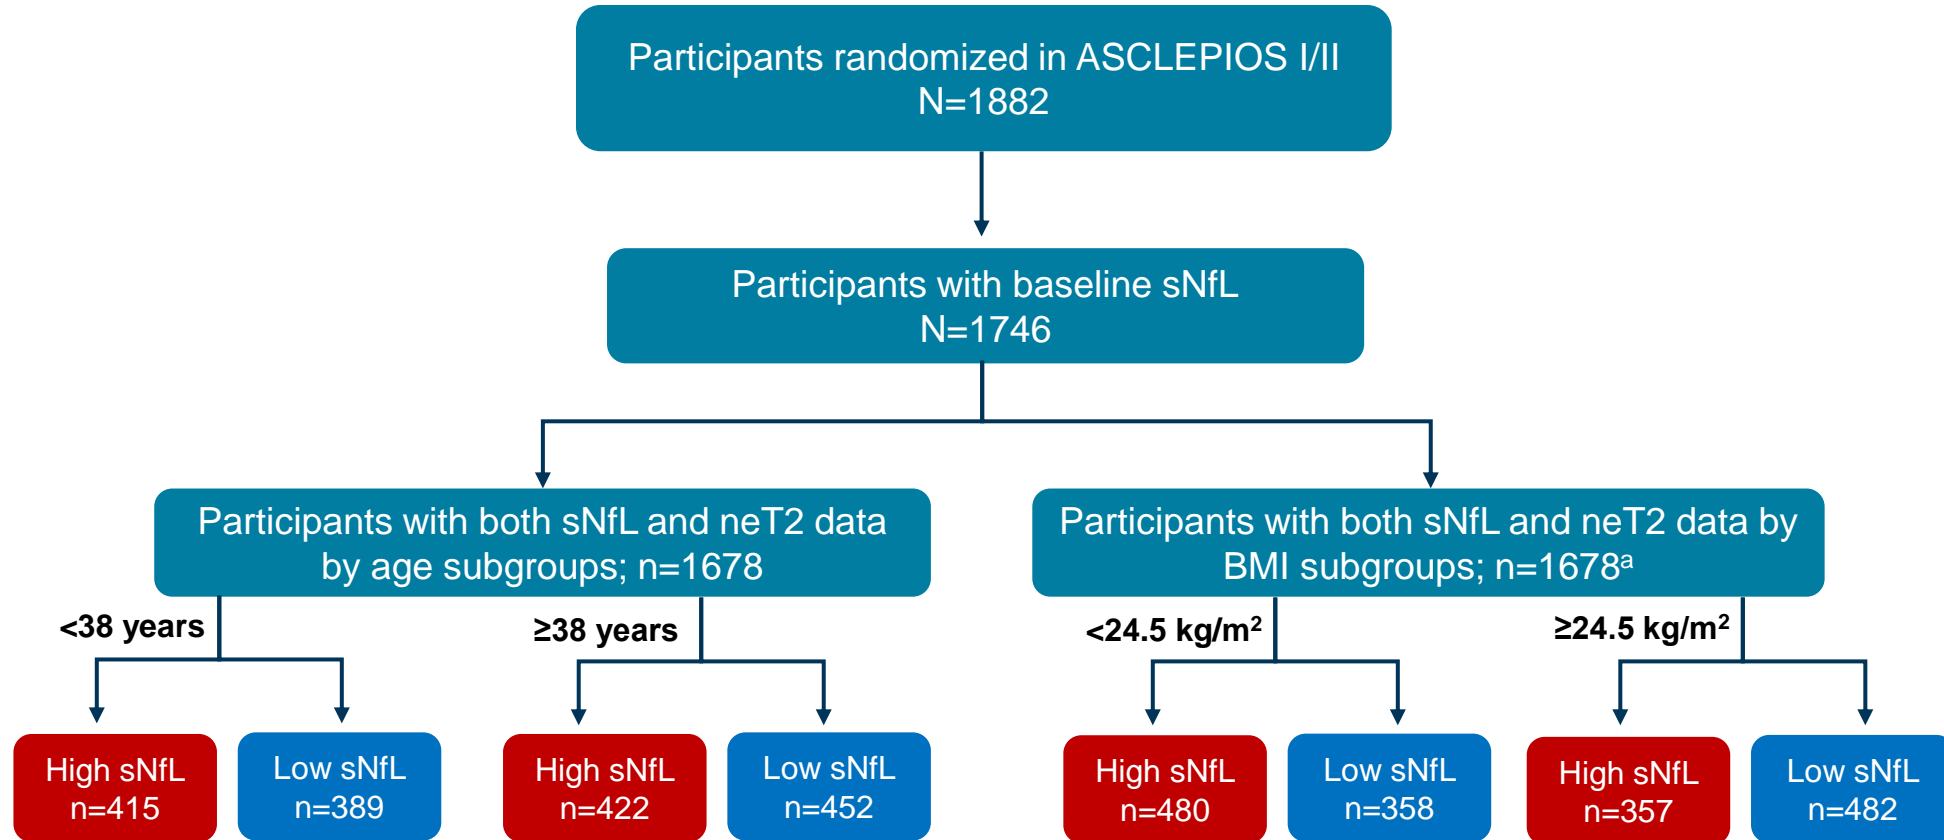 Participants randomized in ASCLEPIOS I/II
N=1882
Participants with baseline sNfL
N=1746
Participants with both sNfL and neT2 data
by age subgroups; n=1678
Participants with both sNfL and neT2 data by
BMI subgroups; n=1678ᵃ
<38 years
≥38 years
<24.5 kg/m²
≥24.5 kg/m²
High sNfL
n=415
Low sNfL
n=389
High sNfL
n=422
Low sNfL
n=452
High sNfL
n=480
Low sNfL
n=358
High sNfL
n=357
Low sNfL
n=482